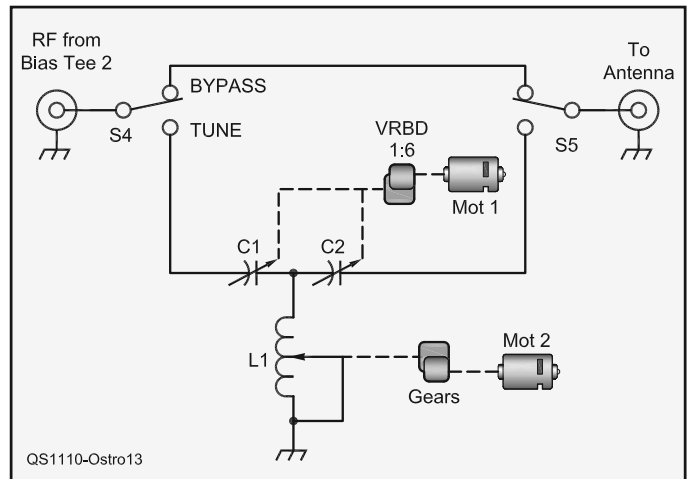 RF from
Bias Tee 2
To
Antenna
BYPASS
S4
TUNE
S5
VRBD
1:6
Mot 1
C1
C2
L1
Mot 2
Gears
QS1110-Ostro13